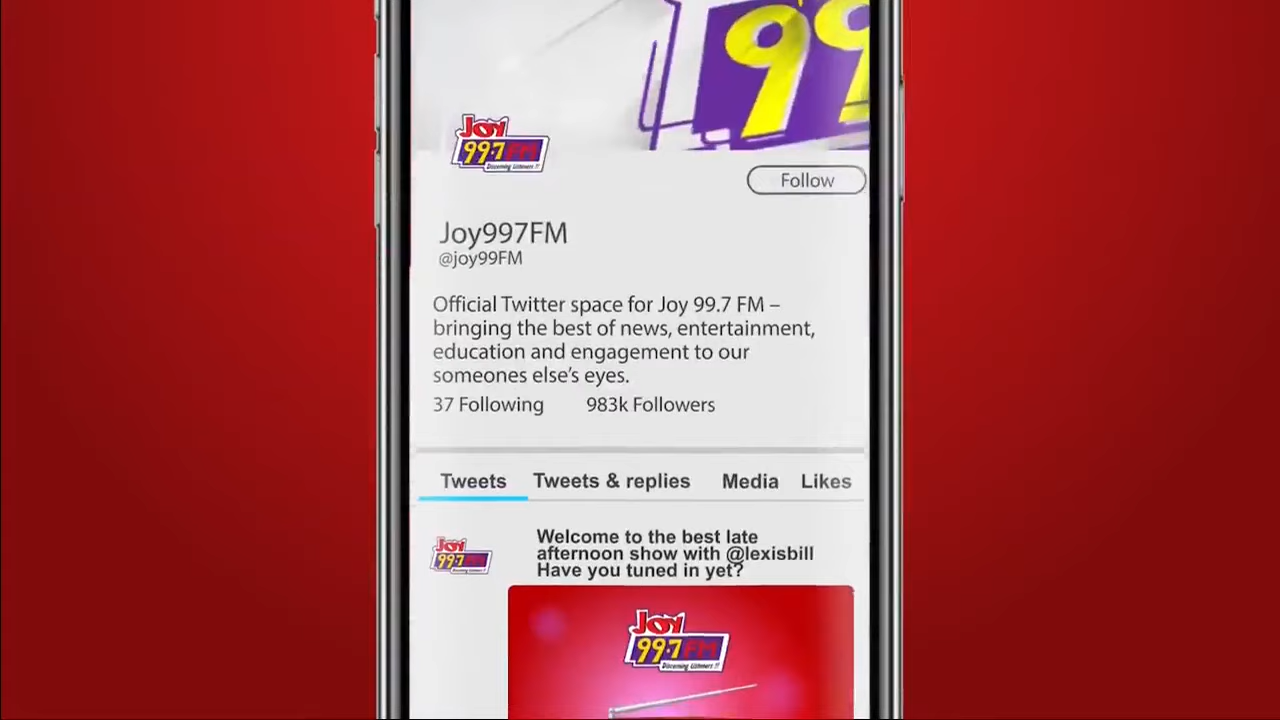 99
Joy
99.7 FM
Discerning Listeners !!
Follow
Joy997FM
@joy99FM
Official Twitter space for Joy 99.7 FM –
bringing the best of news, entertainment,
education and engagement to our
someones else’s eyes.
37 Following 983k Followers
Tweets Tweets & replies Media Likes
Joy
99.7 FM
Welcome to the best late
afternoon show with @lexisbill
Have you tuned in yet?
Joy
99.7 FM
Discerning Listeners !!